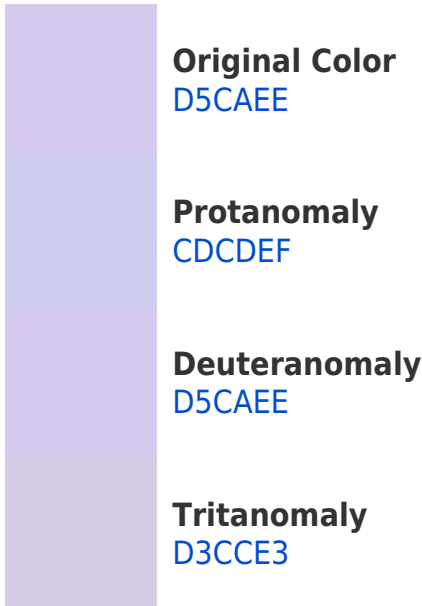 Original Color
D5CAEE
Protanomaly
CDCDEF
Deuteranomaly
D5CAEE
Tritanomaly
D3CCE3